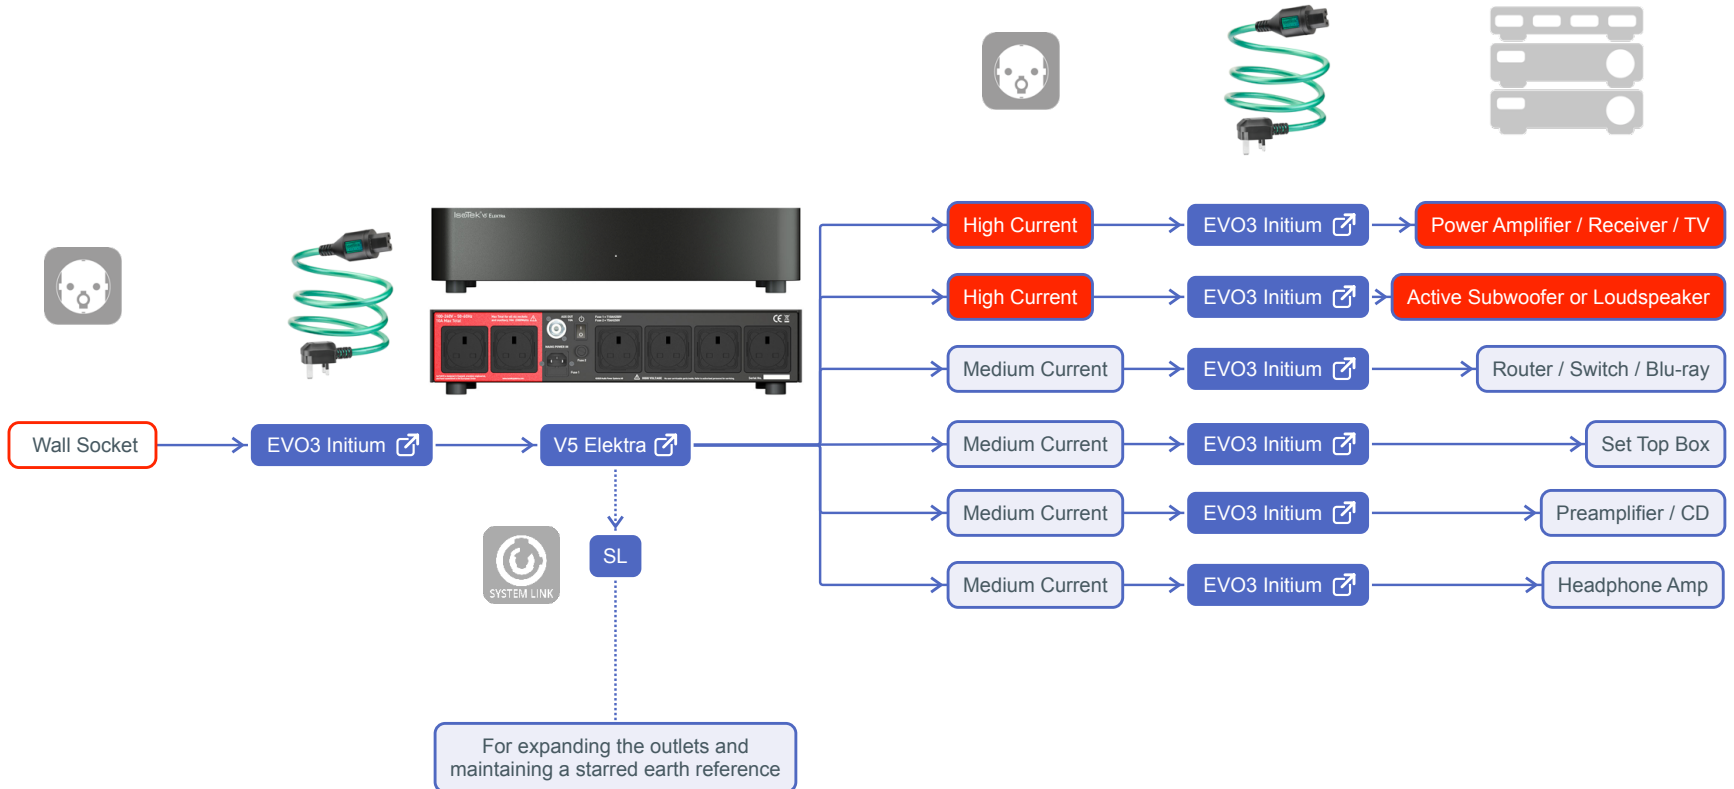 IsoTek V5 ELEKTRA
High Current
EVO3 Initium
Power Amplifier / Receiver / TV
High Current
EVO3 Initium
Active Subwoofer or Loudspeaker
Medium Current
EVO3 Initium
Router / Switch / Blu-ray
Wall Socket
EVO3 Initium
V5 Elektra
Medium Current
EVO3 Initium
Set Top Box
Medium Current
EVO3 Initium
Preamplifier / CD
SL
SYSTEM LINK
Medium Current
EVO3 Initium
Headphone Amp
For expanding the outlets and
maintaining a starred earth reference